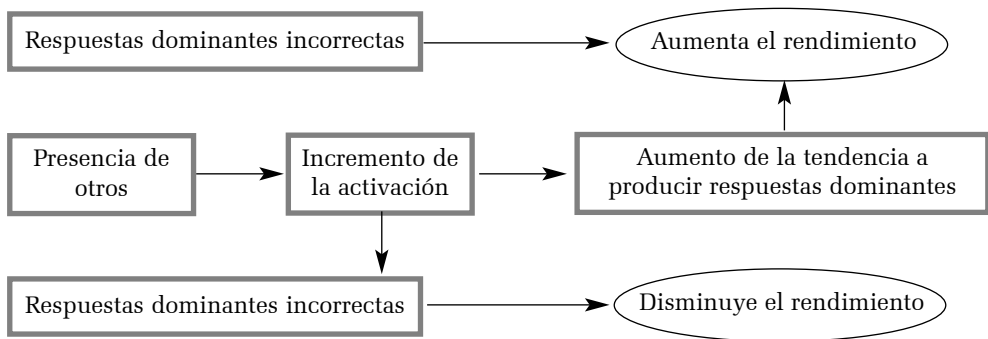 Respuestas dominantes incorrectas
Aumenta el rendimiento
Presencia de
otros
Incremento de
la activación
Aumento de la tendencia a
producir respuestas dominantes
Respuestas dominantes incorrectas
Disminuye el rendimiento